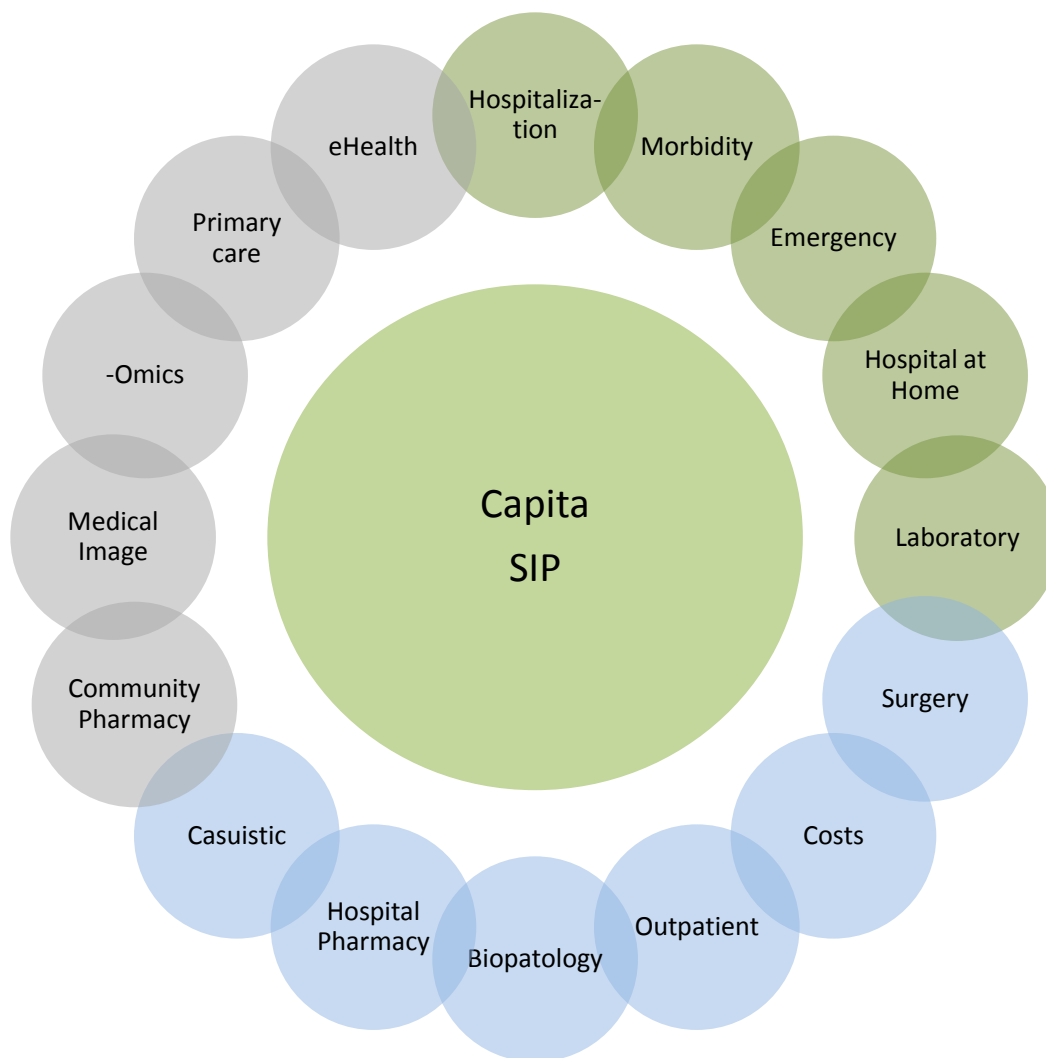 Hospitaliza-
tion
Morbidity
Emergency
Hospital at
Home
Laboratory
Surgery
Costs
Outpatient
Biopatology
Hospital
Pharmacy
Casuistic
Community
Pharmacy
Medical
Image
-Omics
Primary
care
eHealth
Capita
SIP